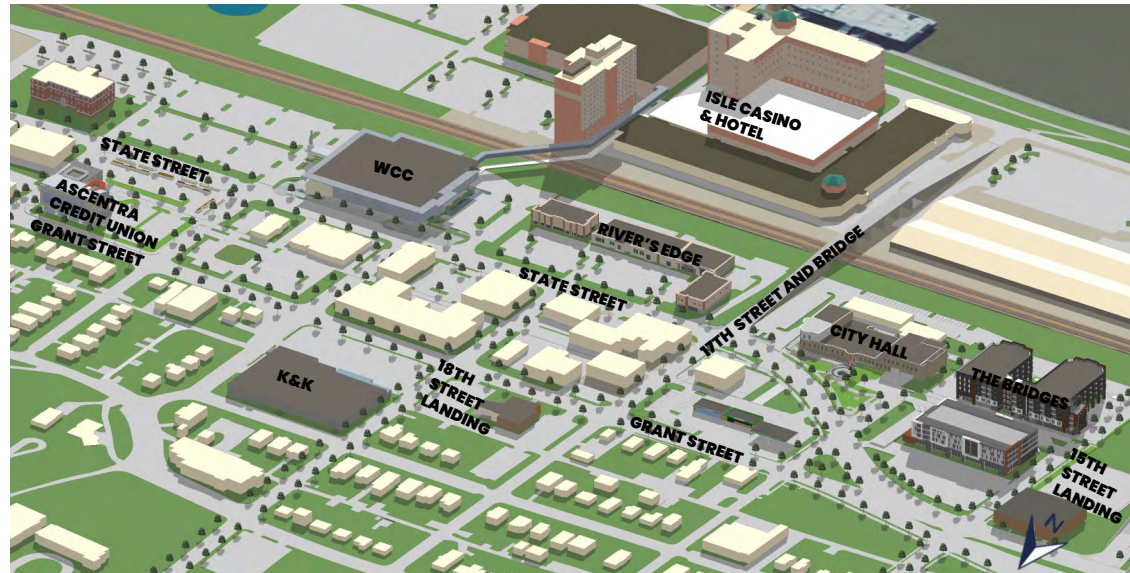 ISLE CASINO
& HOTEL
STATE STREET
WCC
ASCENTRA
CREDIT UNION
GRANT STREET
RIVER'S EDGE
STATE STREET
17TH STREET AND BRIDGE
CITY HALL
K&K
18TH
STREET
LANDING
THE BRIDGES
GRANT STREET
15TH
STREET
LANDING
N